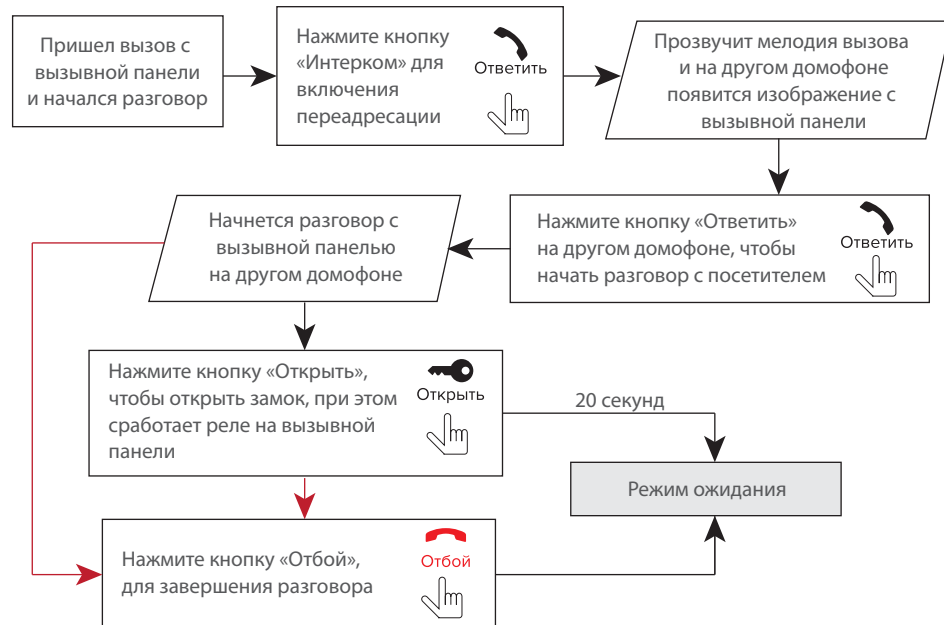 Пришел вызов с
вызывной панели
и начался разговор
Нажмите кнопку
«Интерком» для
включения
переадресации
Ответить
Прозвучит мелодия вызова
и на другом домофоне
появится изображение с
вызывной панели
Нажмите кнопку «Ответить»
на другом домофоне, чтобы
начать разговор с посетителем
Ответить
Начнется разговор с
вызывной панелью
на другом домофоне
Нажмите кнопку «Открыть»,
чтобы открыть замок, при этом
сработает реле на вызывной
панели
Открыть
20 секунд
Режим ожидания
Нажмите кнопку «Отбой»,
для завершения разговора
Отбой